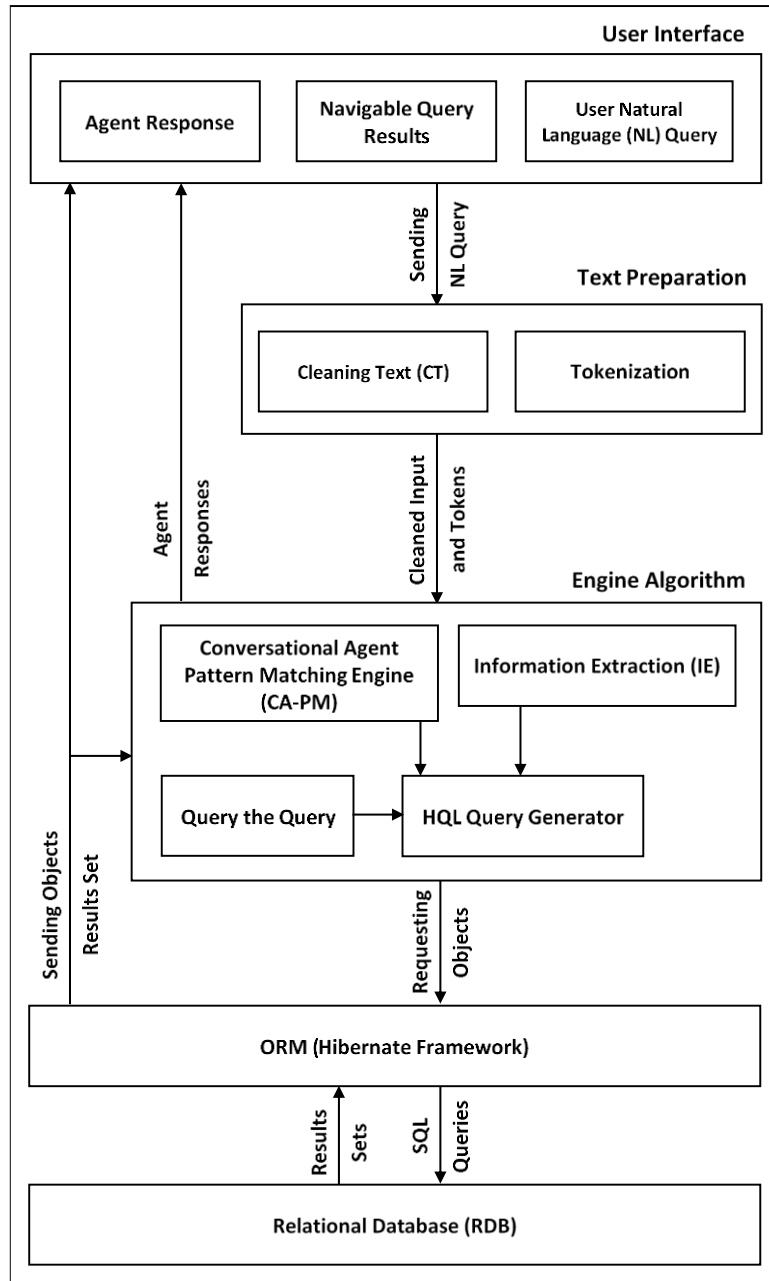 User Interface
Agent Response
Navigable Query
Results
User Natural
Language (NL) Query
Sending
NL Query
Text Preparation
Cleaning Text (CT)
Tokenization
Agent
Responses
Cleaned Input
and Tokens
Engine Algorithm
Conversational Agent
Pattern Matching Engine
(CA-PM)
Information Extraction (IE)
Query the Query
HQL Query Generator
Sending Objects
Results Set
Requesting
Objects
ORM (Hibernate Framework)
Results
Sets
SQL
Queries
Relational Database (RDB)